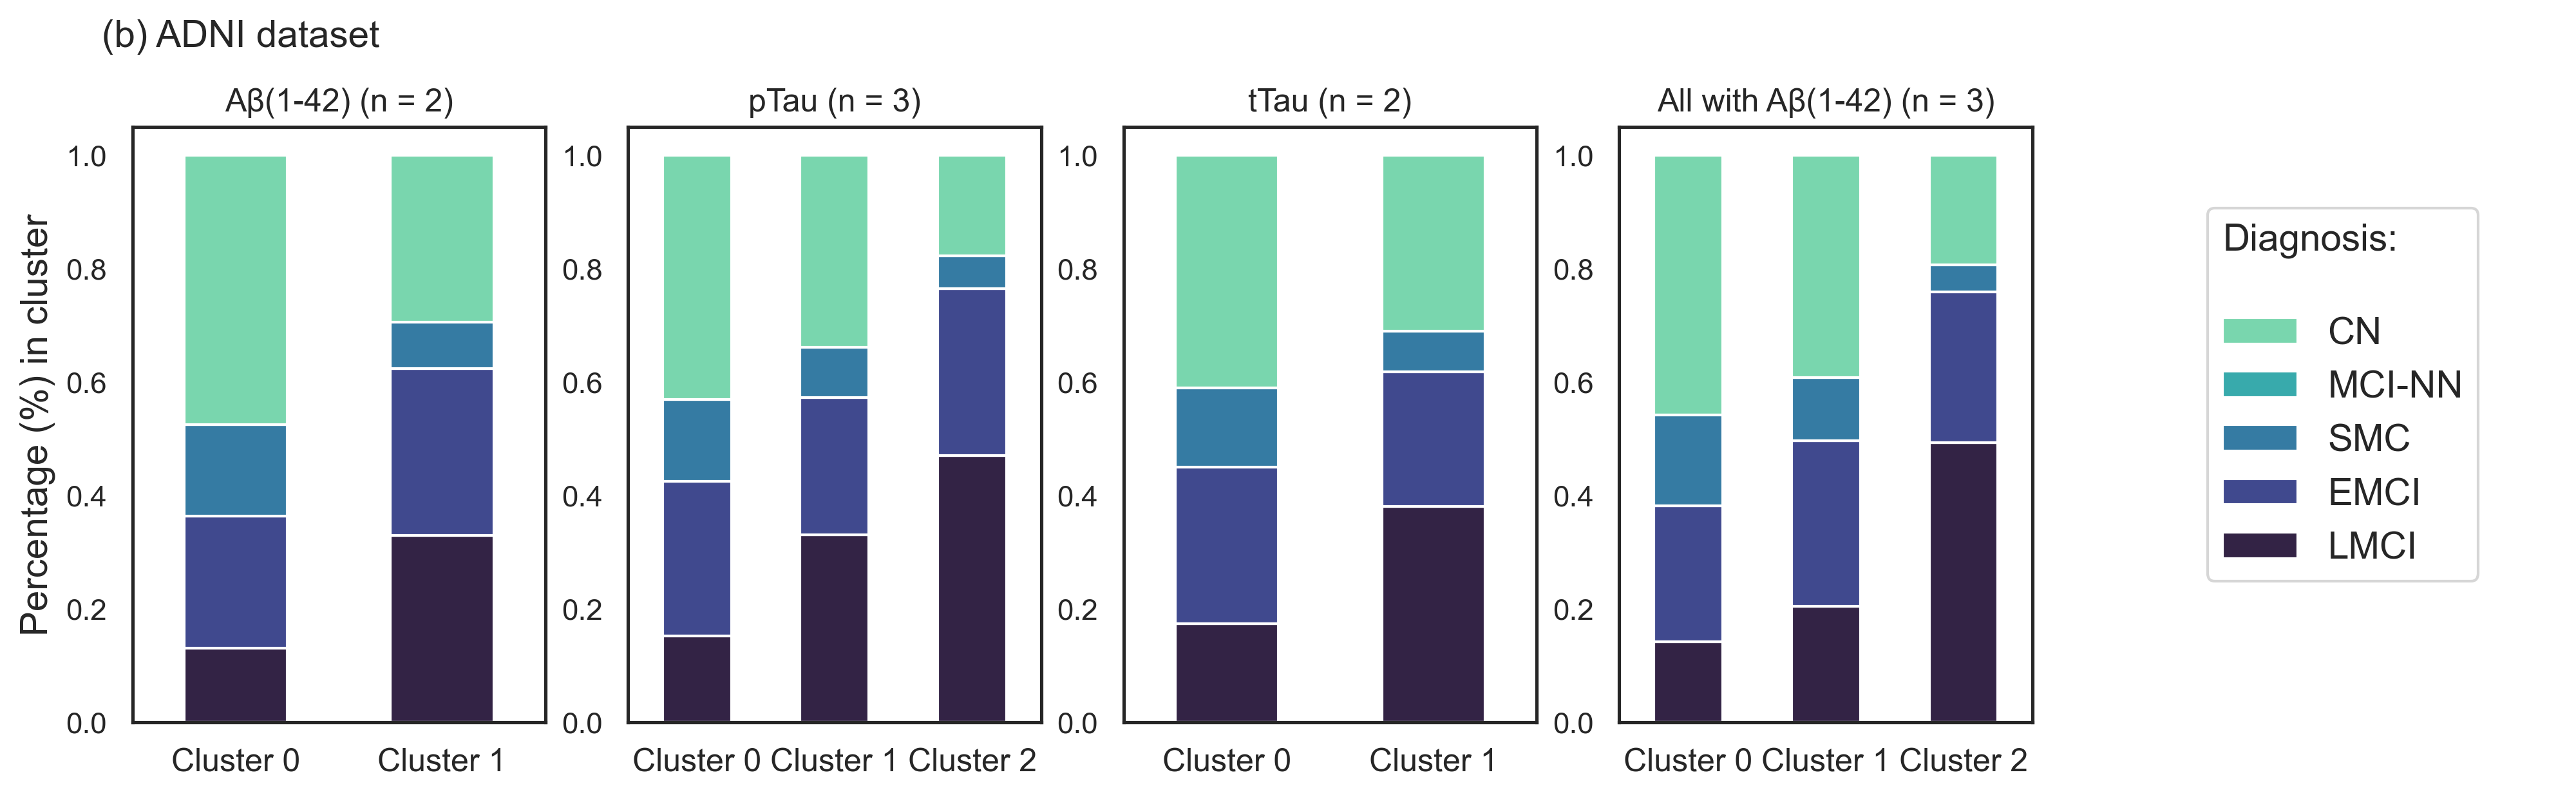 (b) ADNI dataset
Aβ(1-42) (n = 2)
pTau (n = 3)
tTau (n = 2)
All with Aβ(1-42) (n = 3)
Percentage (%) in cluster
1.0
0.8
0.6
0.4
0.2
0.0
Cluster 0 Cluster 1
1.0
0.8
0.6
0.4
0.2
0.0
Cluster 0 Cluster 1 Cluster 2
1.0
0.8
0.6
0.4
0.2
0.0
Cluster 0 Cluster 1
1.0
0.8
0.6
0.4
0.2
0.0
Cluster 0 Cluster 1 Cluster 2
Diagnosis:
CN
MCI-NN
SMC
EMCI
LMCI